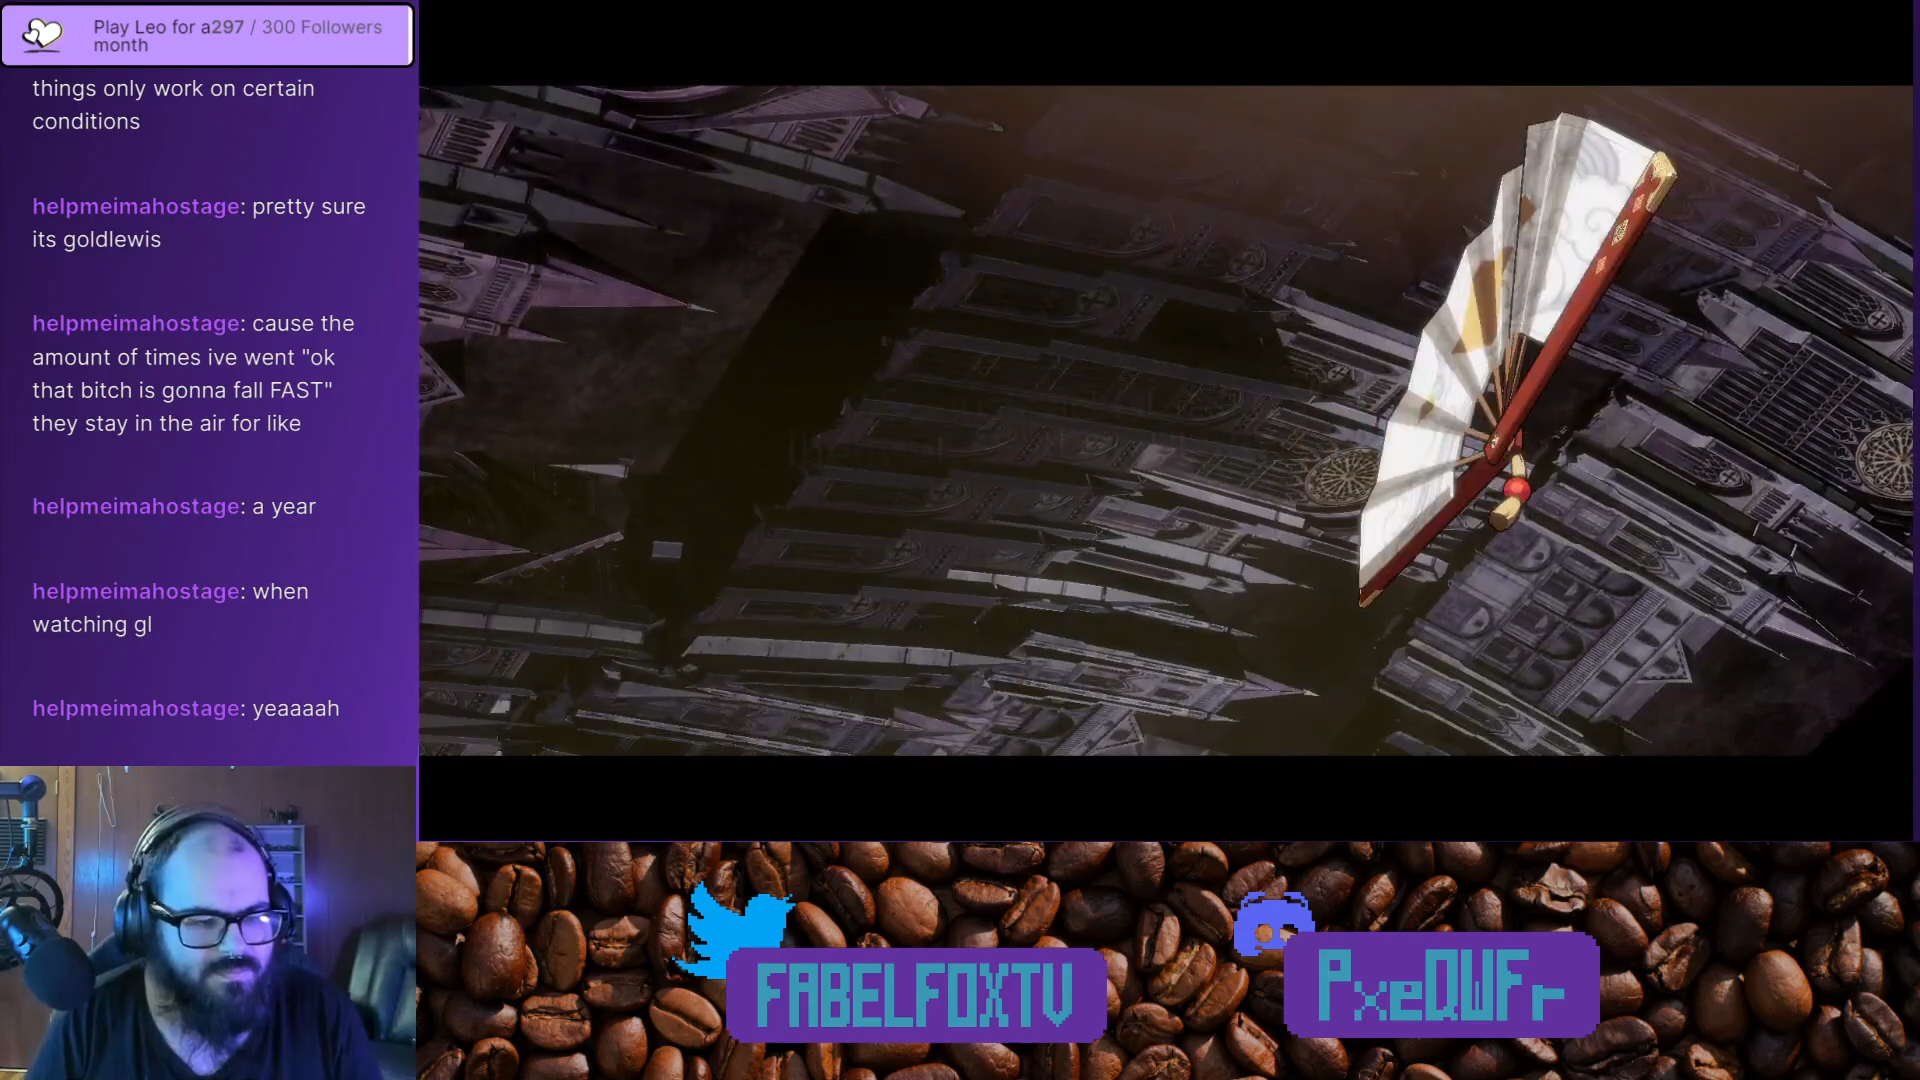 Play Leo for a297 / 300 Followers
month
things only work on certain
conditions
helpmeimahostage: pretty sure
its goldlewis
helpmeimahostage: cause the
amount of times ive went "ok
that bitch is gonna fall FAST"
they stay in the air for like
helpmeimahostage: a year
helpmeimahostage: when
watching gl
helpmeimahostage: yeaaaah
FABELFOXTV
PxeQWFr